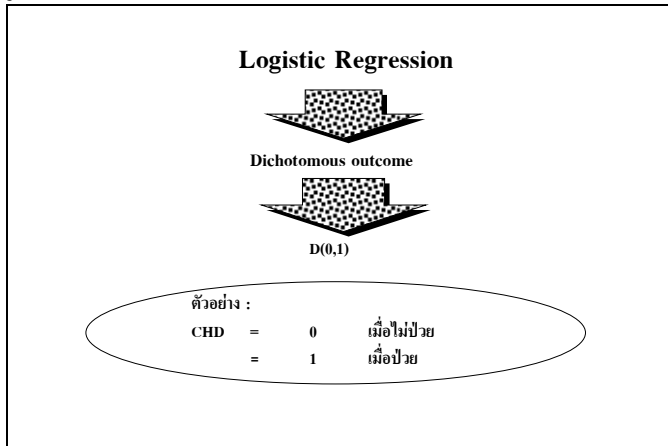 Logistic Regression
Dichotomous outcome
D(0,1)
ตัวอย่าง :
CHD = 0 เมื่อไม่ป่วย
= 1 เมื่อป่วย